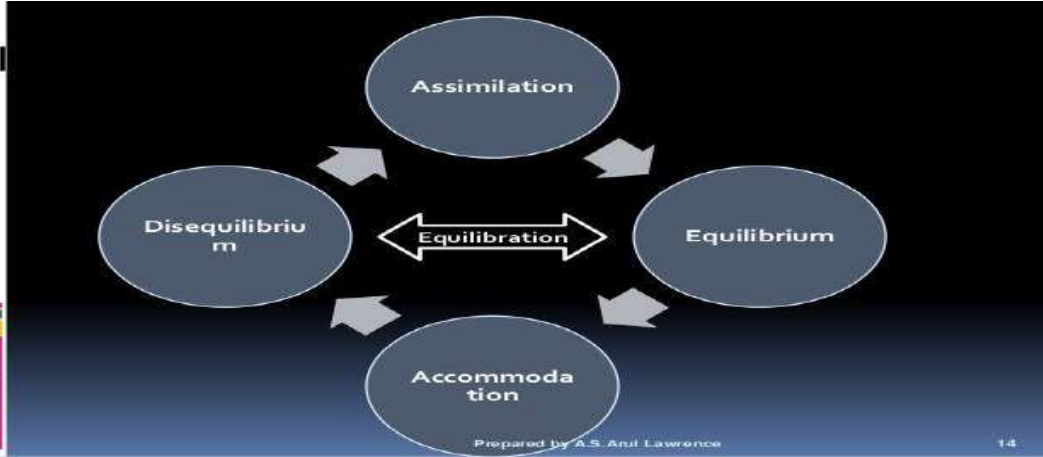 Assimilation
Disequilibriu
m
Equilibration
Equilibrium
Accommoda
tion
Prepared by A.S.Arul Lawrence
14